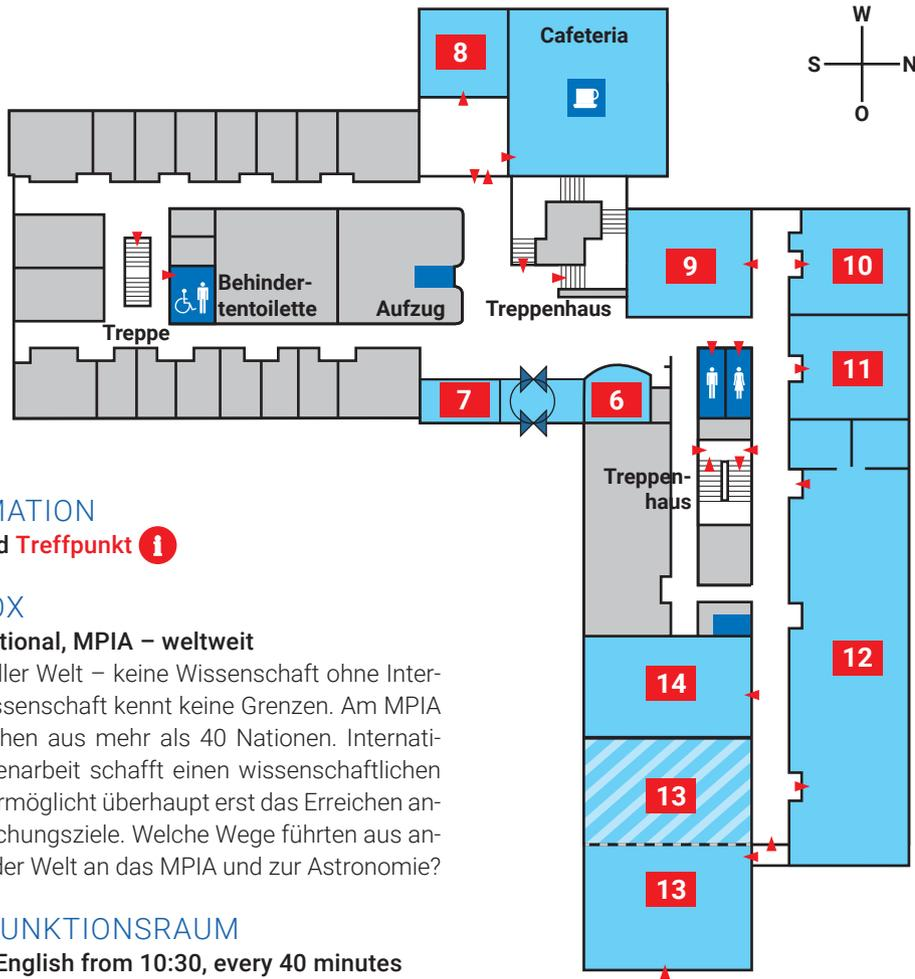 W
S
N
O
Cafeteria
8
9
10
Behinder-
tentoilette
Aufzug
Treppenhaus
Treppe
11
7
6
Treppen-
haus
12
14
13
13
MATION
d Treffpunkt i
OX
tional, MPIA – weltweit
ller Welt – keine Wissenschaft ohne Inter-
ssenschaft kennt keine Grenzen. Am MPIA
hen aus mehr als 40 Nationen. Internati-
enarbeit schafft einen wissenschaftlichen
rmöglicht überhaupt erst das Erreichen an-
chungsziele. Welche Wege führten aus an-
der Welt an das MPIA und zur Astronomie?
UNKTIONSRAUM
English from 10:30, every 40 minutes